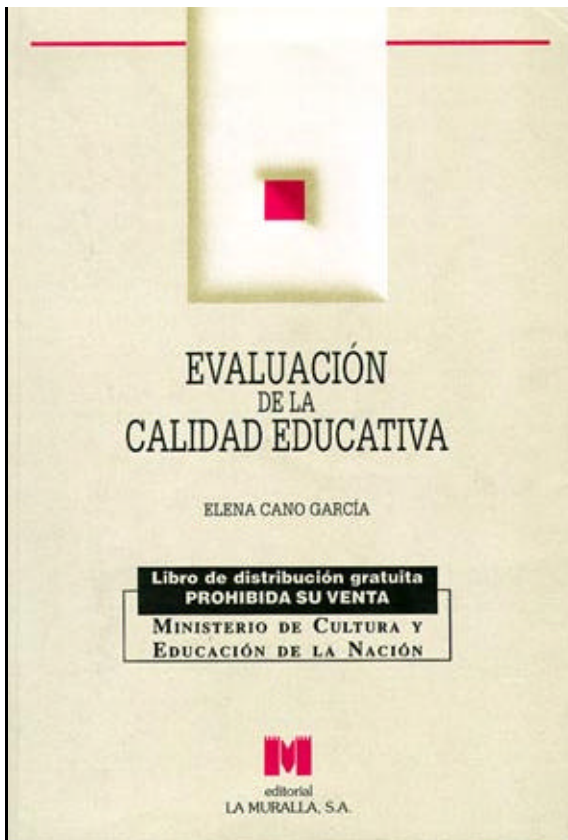 EVALUACIÓN
DE LA
CALIDAD EDUCATIVA
ELENA CANO GARCÍA
Libro de distribución gratuita
PROHIBIDA SU VENTA
MINISTERIO DE CULTURA Y
EDUCACIÓN DE LA NACIÓN
editorial
LA MURALLA, S.A.